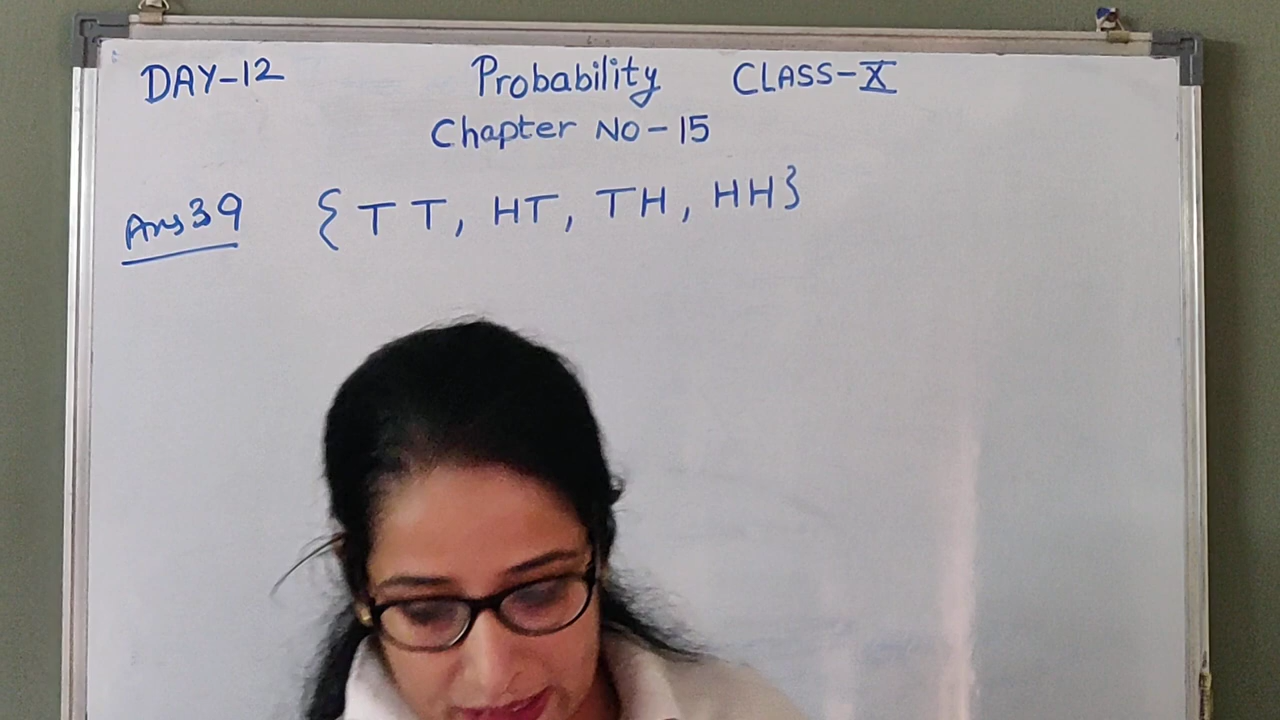 DAY-12 Probability CLASS-X
Chapter NO-15
Ans 39 {TT, HT, TH, HH}